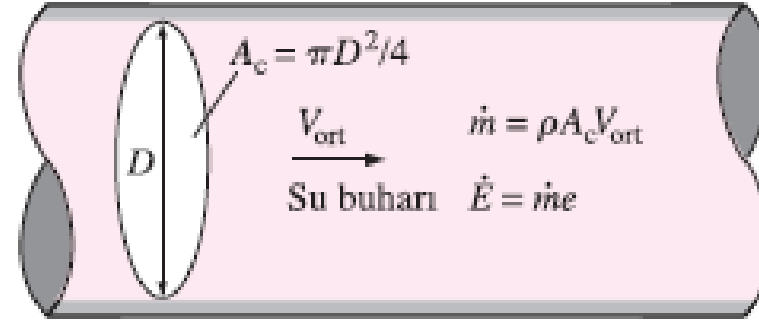 A_c = πD²/4
V_ort
ṁ = ρA_cV_ort
D
Su buharı
Ė = ṁe